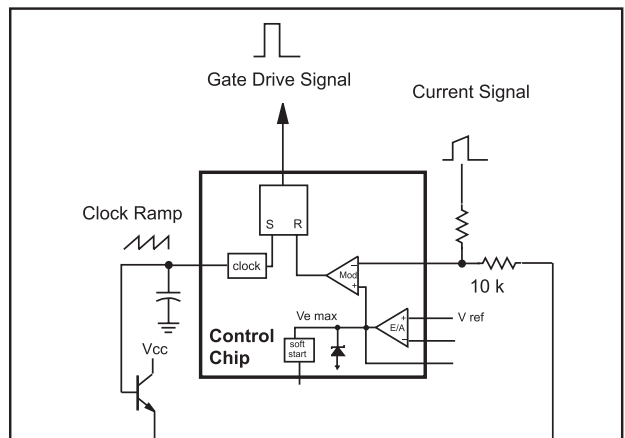 Gate Drive Signal
Current Signal
Clock Ramp
S R
clock
Mod
–
+
10 k
Ve max
E/A
+
–
V ref
Control
Chip
soft
start
Vcc